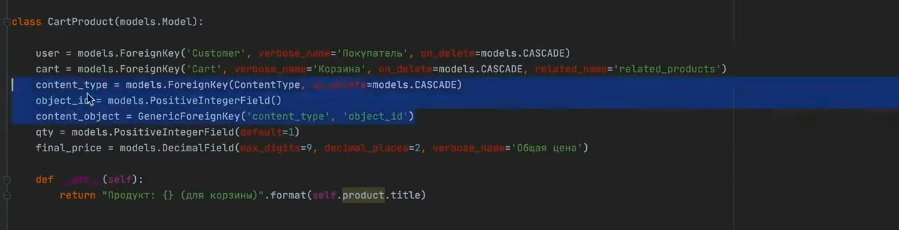 class CartProduct(models.Model):
user = models.ForeignKey('Customer', verbose_name='Покупатель', on_delete=models.CASCADE)
cart = models.ForeignKey('Cart', verbose_name='Корзина', on_delete=models.CASCADE, related_name='related_products')
content_type = models.ForeignKey(ContentType, on_delete=models.CASCADE)
object_id = models.PositiveIntegerField()
content_object = GenericForeignKey('content_type', 'object_id')
qty = models.PositiveIntegerField(default=1)
final_price = models.DecimalField(max_digits=9, decimal_places=2, verbose_name='Общая цена')
def __str__(self):
return "Продукт: {} (для корзины)".format(self.product.title)